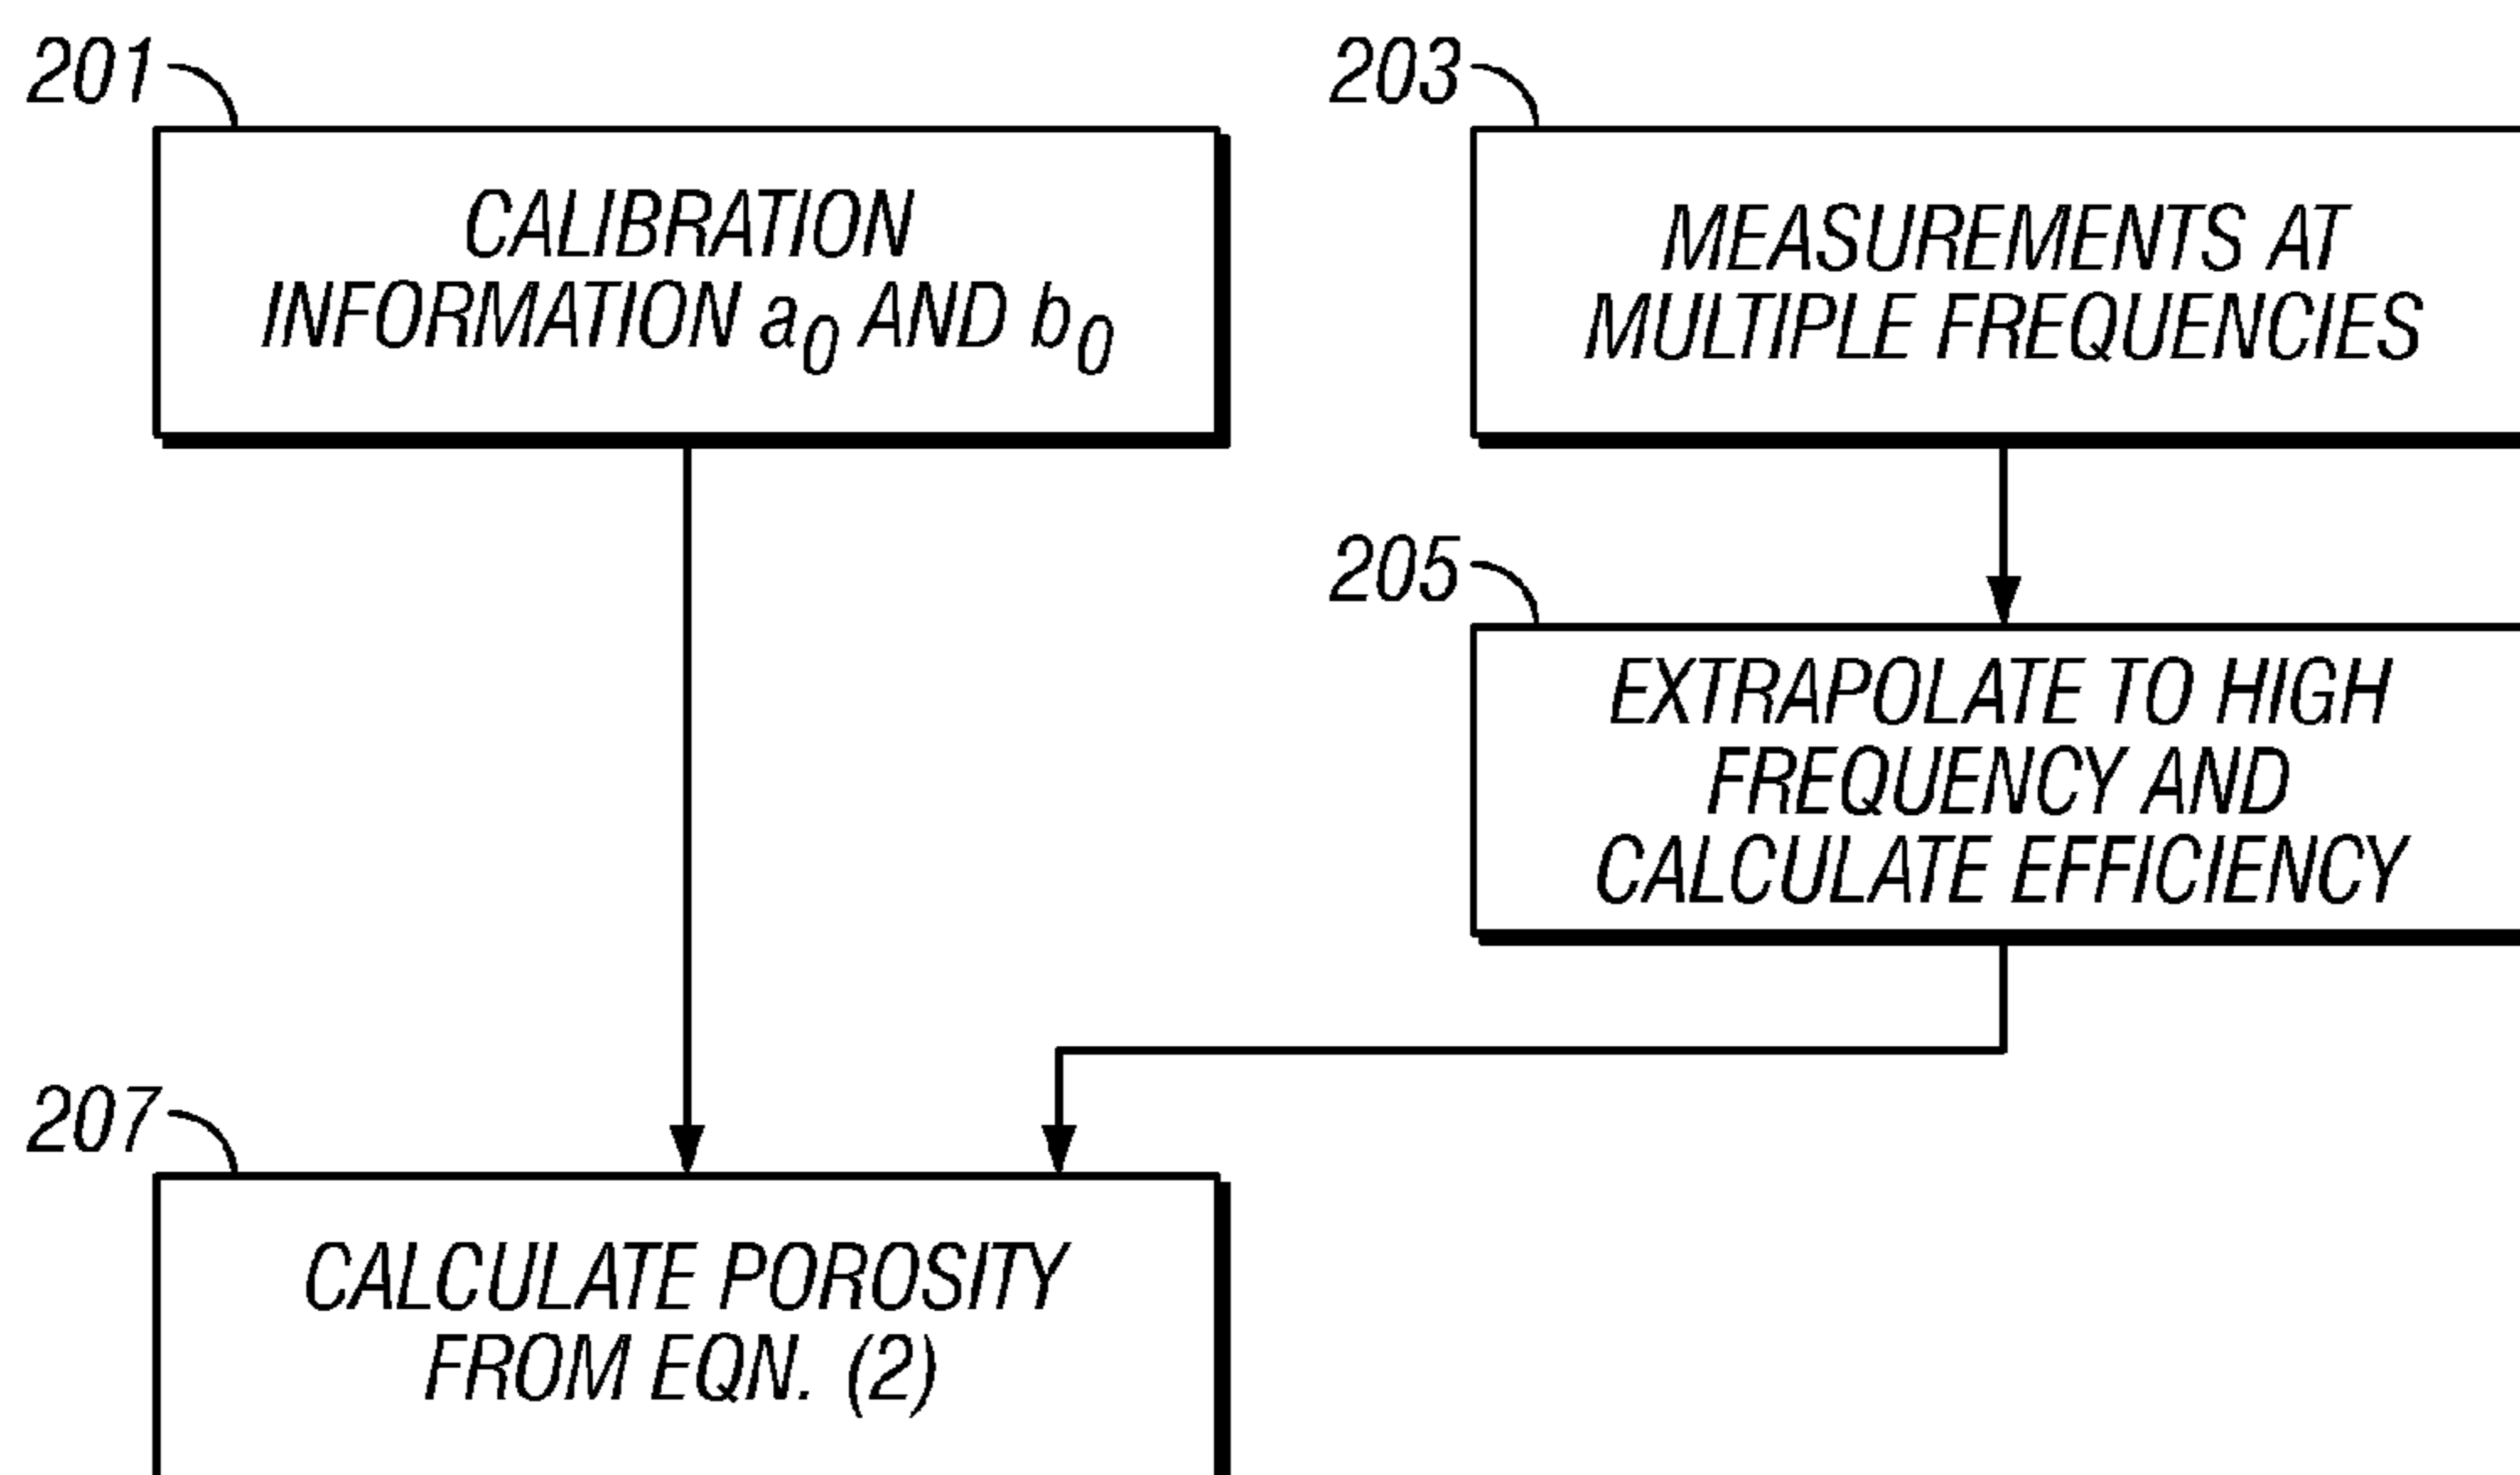 201
CALIBRATION
INFORMATION a₀ AND b₀
203
MEASUREMENTS AT
MULTIPLE FREQUENCIES
205
EXTRAPOLATE TO HIGH
FREQUENCY AND
CALCULATE EFFICIENCY
207
CALCULATE POROSITY
FROM EQN. (2)